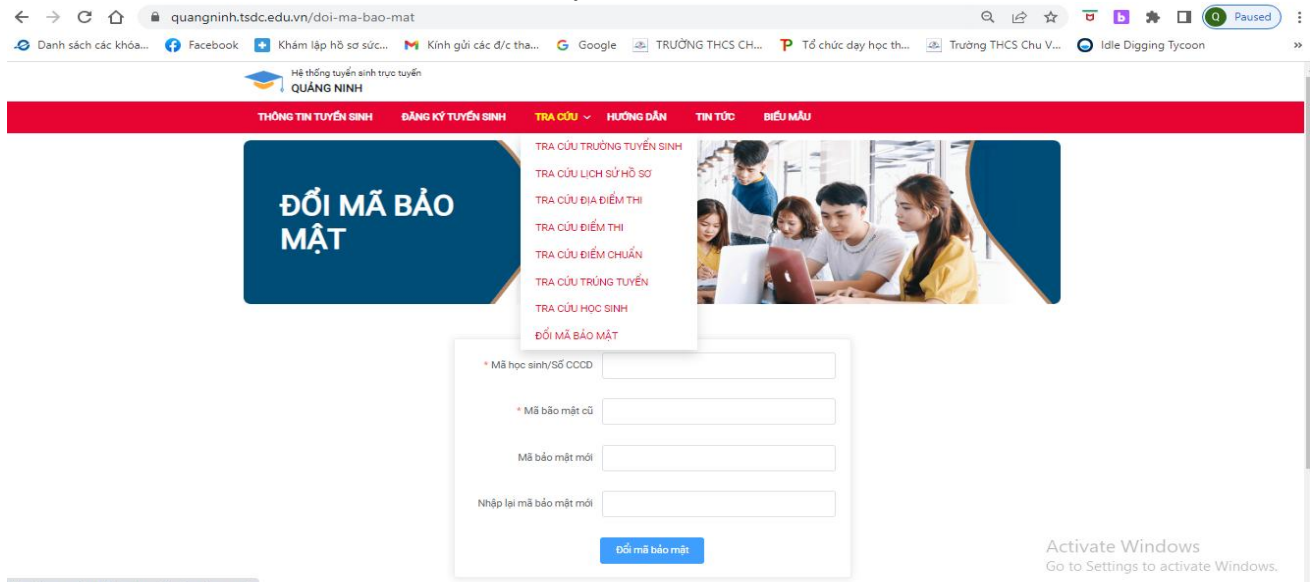 quangninh.tsdc.edu.vn/doi-ma-bao-mat
Paused
Danh sách các khóa... Facebook Khám lập hồ sơ sức... Kính gửi các đ/c tha... Google TRƯỜNG THCS CH... Tổ chức dạy học th... Trường THCS Chu V... Idle Digging Tycoon »
Hệ thống tuyển sinh trực tuyến
QUẢNG NINH
THÔNG TIN TUYỂN SINH ĐĂNG KÝ TUYỂN SINH TRA CỨU HƯỚNG DẪN TIN TỨC BIỂU MẪU
TRA CỨU TRƯỜNG TUYỂN SINH
TRA CỨU LỊCH SỬ HỒ SƠ
TRA CỨU ĐỊA ĐIỂM THI
TRA CỨU ĐIỂM THI
TRA CỨU ĐIỂM CHUẨN
TRA CỨU TRÚNG TUYỂN
TRA CỨU HỌC SINH
ĐỔI MÃ BẢO MẬT
ĐỔI MÃ BẢO
MẬT
* Mã học sinh/Số CCCD
* Mã bão mật cũ
Mã bảo mật mới
Nhập lại mã bảo mật mới
Đổi mã bảo mật
Activate Windows
Go to Settings to activate Windows.